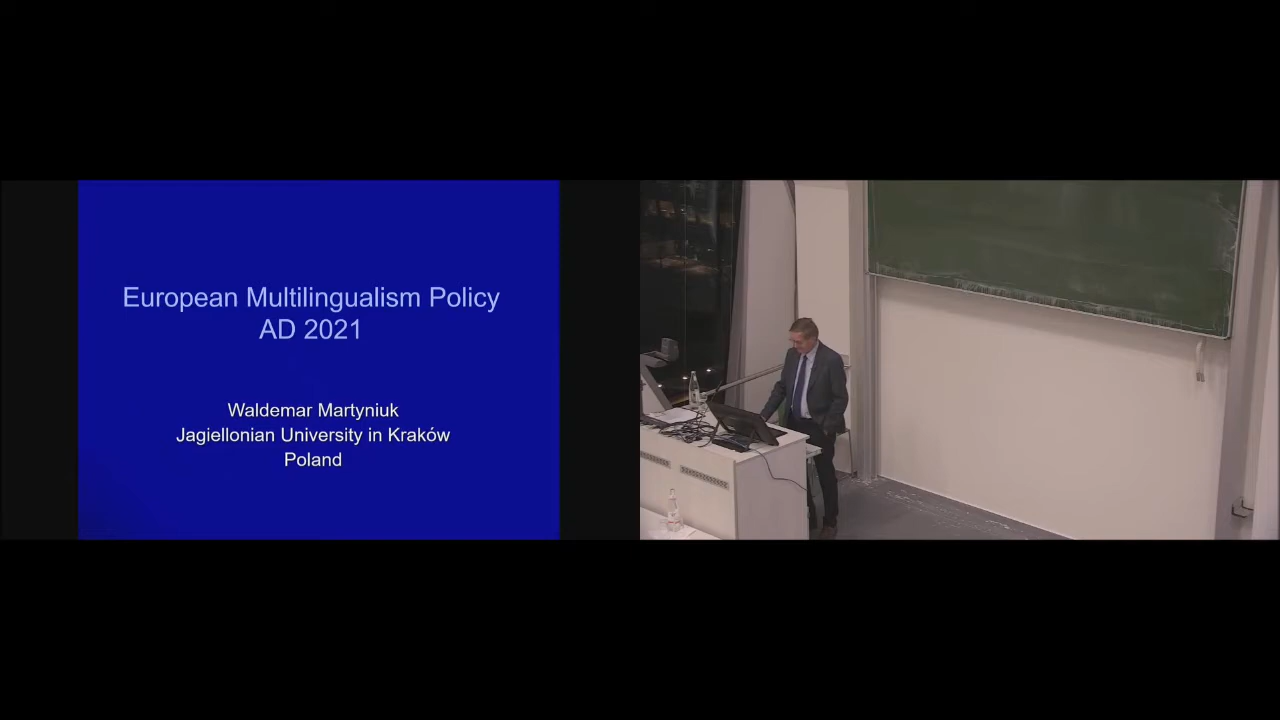 European Multilingualism Policy
AD 2021
Waldemar Martyniuk
Jagiellonian University in Kraków
Poland